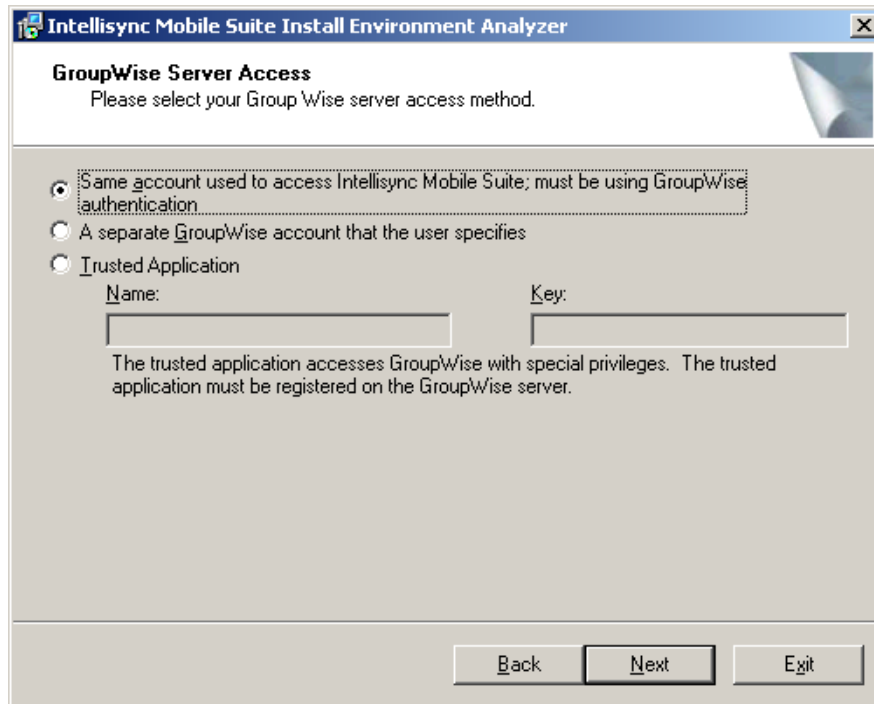 Intellisync Mobile Suite Install Environment Analyzer
GroupWise Server Access
Please select your Group Wise server access method.
Same account used to access Intellisync Mobile Suite; must be using GroupWise
authentication
A separate GroupWise account that the user specifies
Trusted Application
Name:
Key:
The trusted application accesses GroupWise with special privileges. The trusted
application must be registered on the GroupWise server.
Back
Next
Exit